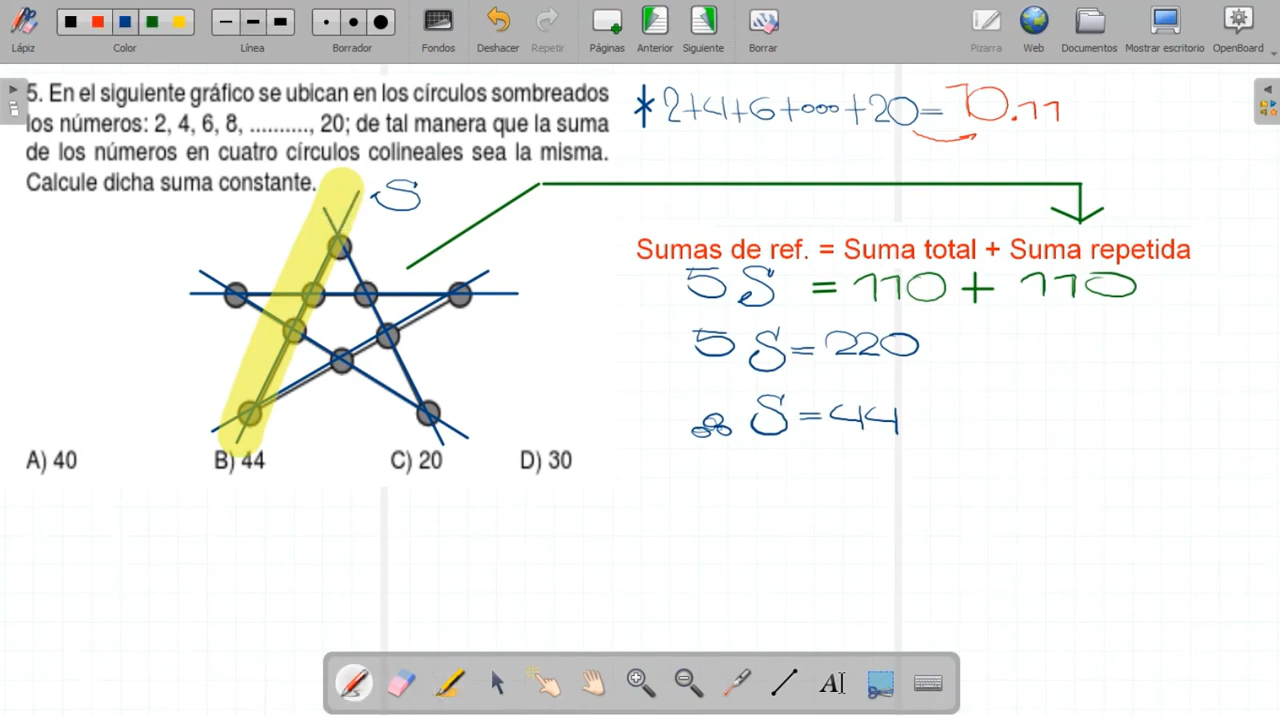 Lápiz
Color
Línea
Borrador
Fondos
Deshacer
Repetir
Páginas
Anterior
Siguiente
Borrar
Pizarra
Web
Documentos
Mostrar escritorio
OpenBoard
5. En el siguiente gráfico se ubican en los círculos sombreados
los números: 2, 4, 6, 8, .........., 20; de tal manera que la suma
de los números en cuatro círculos colineales sea la misma.
Calcule dicha suma constante.
S
A) 40 B) 44 C) 20 D) 30
* 2+4+6+ooo+20=10.11
Sumas de ref. = Suma total + Suma repetida
5 S = 110 + 110
5 S = 220
∴ S = 44